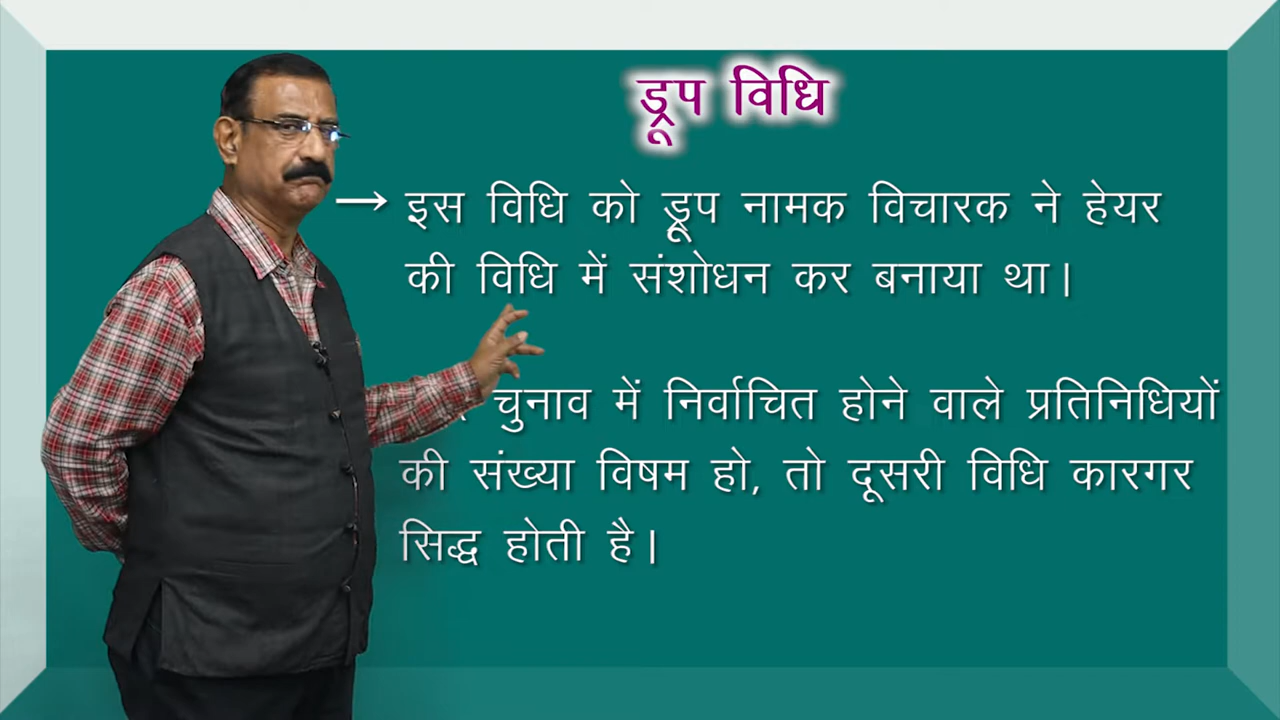 ड्रूप विधि
→ इस विधि को ड्रूप नामक विचारक ने हेयर
की विधि में संशोधन कर बनाया था।
चुनाव में निर्वाचित होने वाले प्रतिनिधियों
की संख्या विषम हो, तो दूसरी विधि कारगर
सिद्ध होती है।